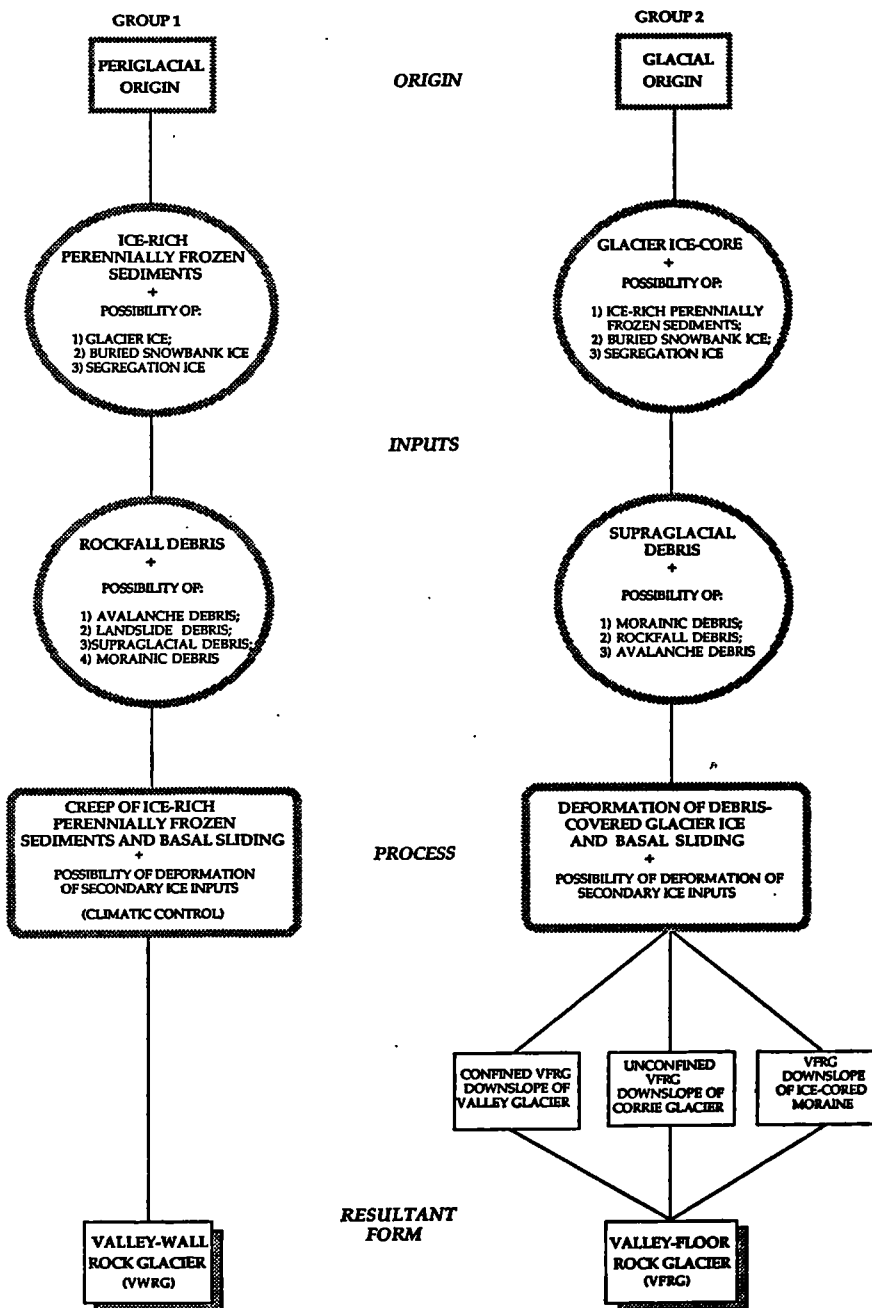 GROUP 1
PERIGLACIAL
ORIGIN
ORIGIN
GROUP 2
GLACIAL
ORIGIN
ICE-RICH
PERENNIALLY FROZEN
SEDIMENTS
+
POSSIBILITY OF:
1) GLACIER ICE;
2) BURIED SNOWBANK ICE
3) SEGREGATION ICE
GLACIER ICE-CORE
+
POSSIBILITY OF:
1) ICE-RICH PERENNIALLY
FROZEN SEDIMENTS;
2) BURIED SNOWBANK ICE;
3) SEGREGATION ICE
INPUTS
ROCKFALL DEBRIS
+
POSSIBILITY OF:
1) AVALANCHE DEBRIS;
2) LANDSLIDE DEBRIS;
3)SUPRAGLACIAL DEBRIS;
4) MORAINIC DEBRIS
SUPRAGLACIAL
DEBRIS
+
POSSIBILITY OF:
1) MORAINIC DEBRIS;
2) ROCKFALL DEBRIS;
3) AVALANCHE DEBRIS
CREEP OF ICE-RICH
PERENNIALLY FROZEN
SEDIMENTS AND BASAL SLIDING
+
POSSIBILITY OF DEFORMATION
OF SECONDARY ICE INPUTS
(CLIMATIC CONTROL)
PROCESS
DEFORMATION OF DEBRIS-
COVERED GLACIER ICE
AND BASAL SLIDING
+
POSSIBILITY OF DEFORMATION OF
SECONDARY ICE INPUTS
CONFINED VFRG
DOWNSLOPE OF
VALLEY GLACIER
UNCONFINED
VFRG
DOWNSLOPE OF
CORRIE GLACIER
VFRG
DOWNSLOPE
OF ICE-CORED
MORAINE
RESULTANT
FORM
VALLEY-WALL
ROCK GLACIER
(VWRG)
VALLEY-FLOOR
ROCK GLACIER
(VFRG)